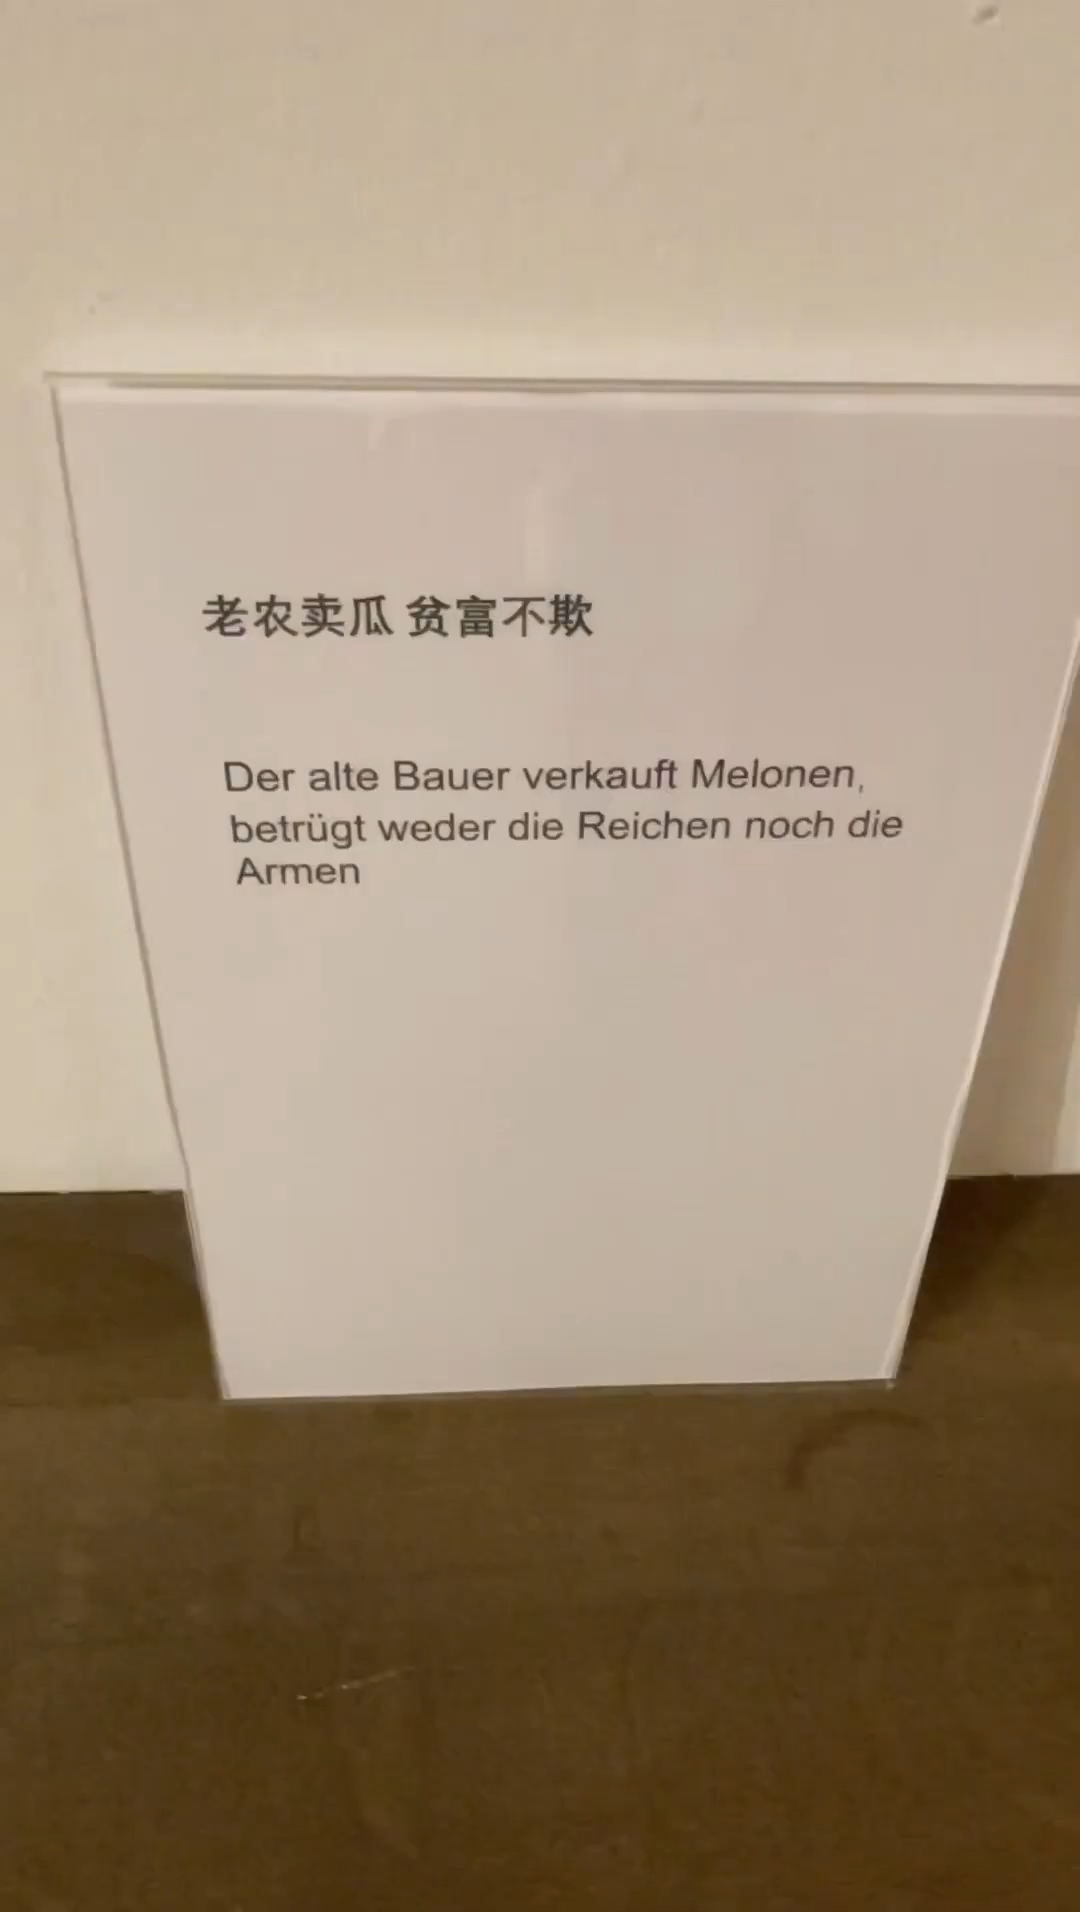 老农卖瓜 贫富不欺
Der alte Bauer verkauft Melonen,
betrügt weder die Reichen noch die
Armen